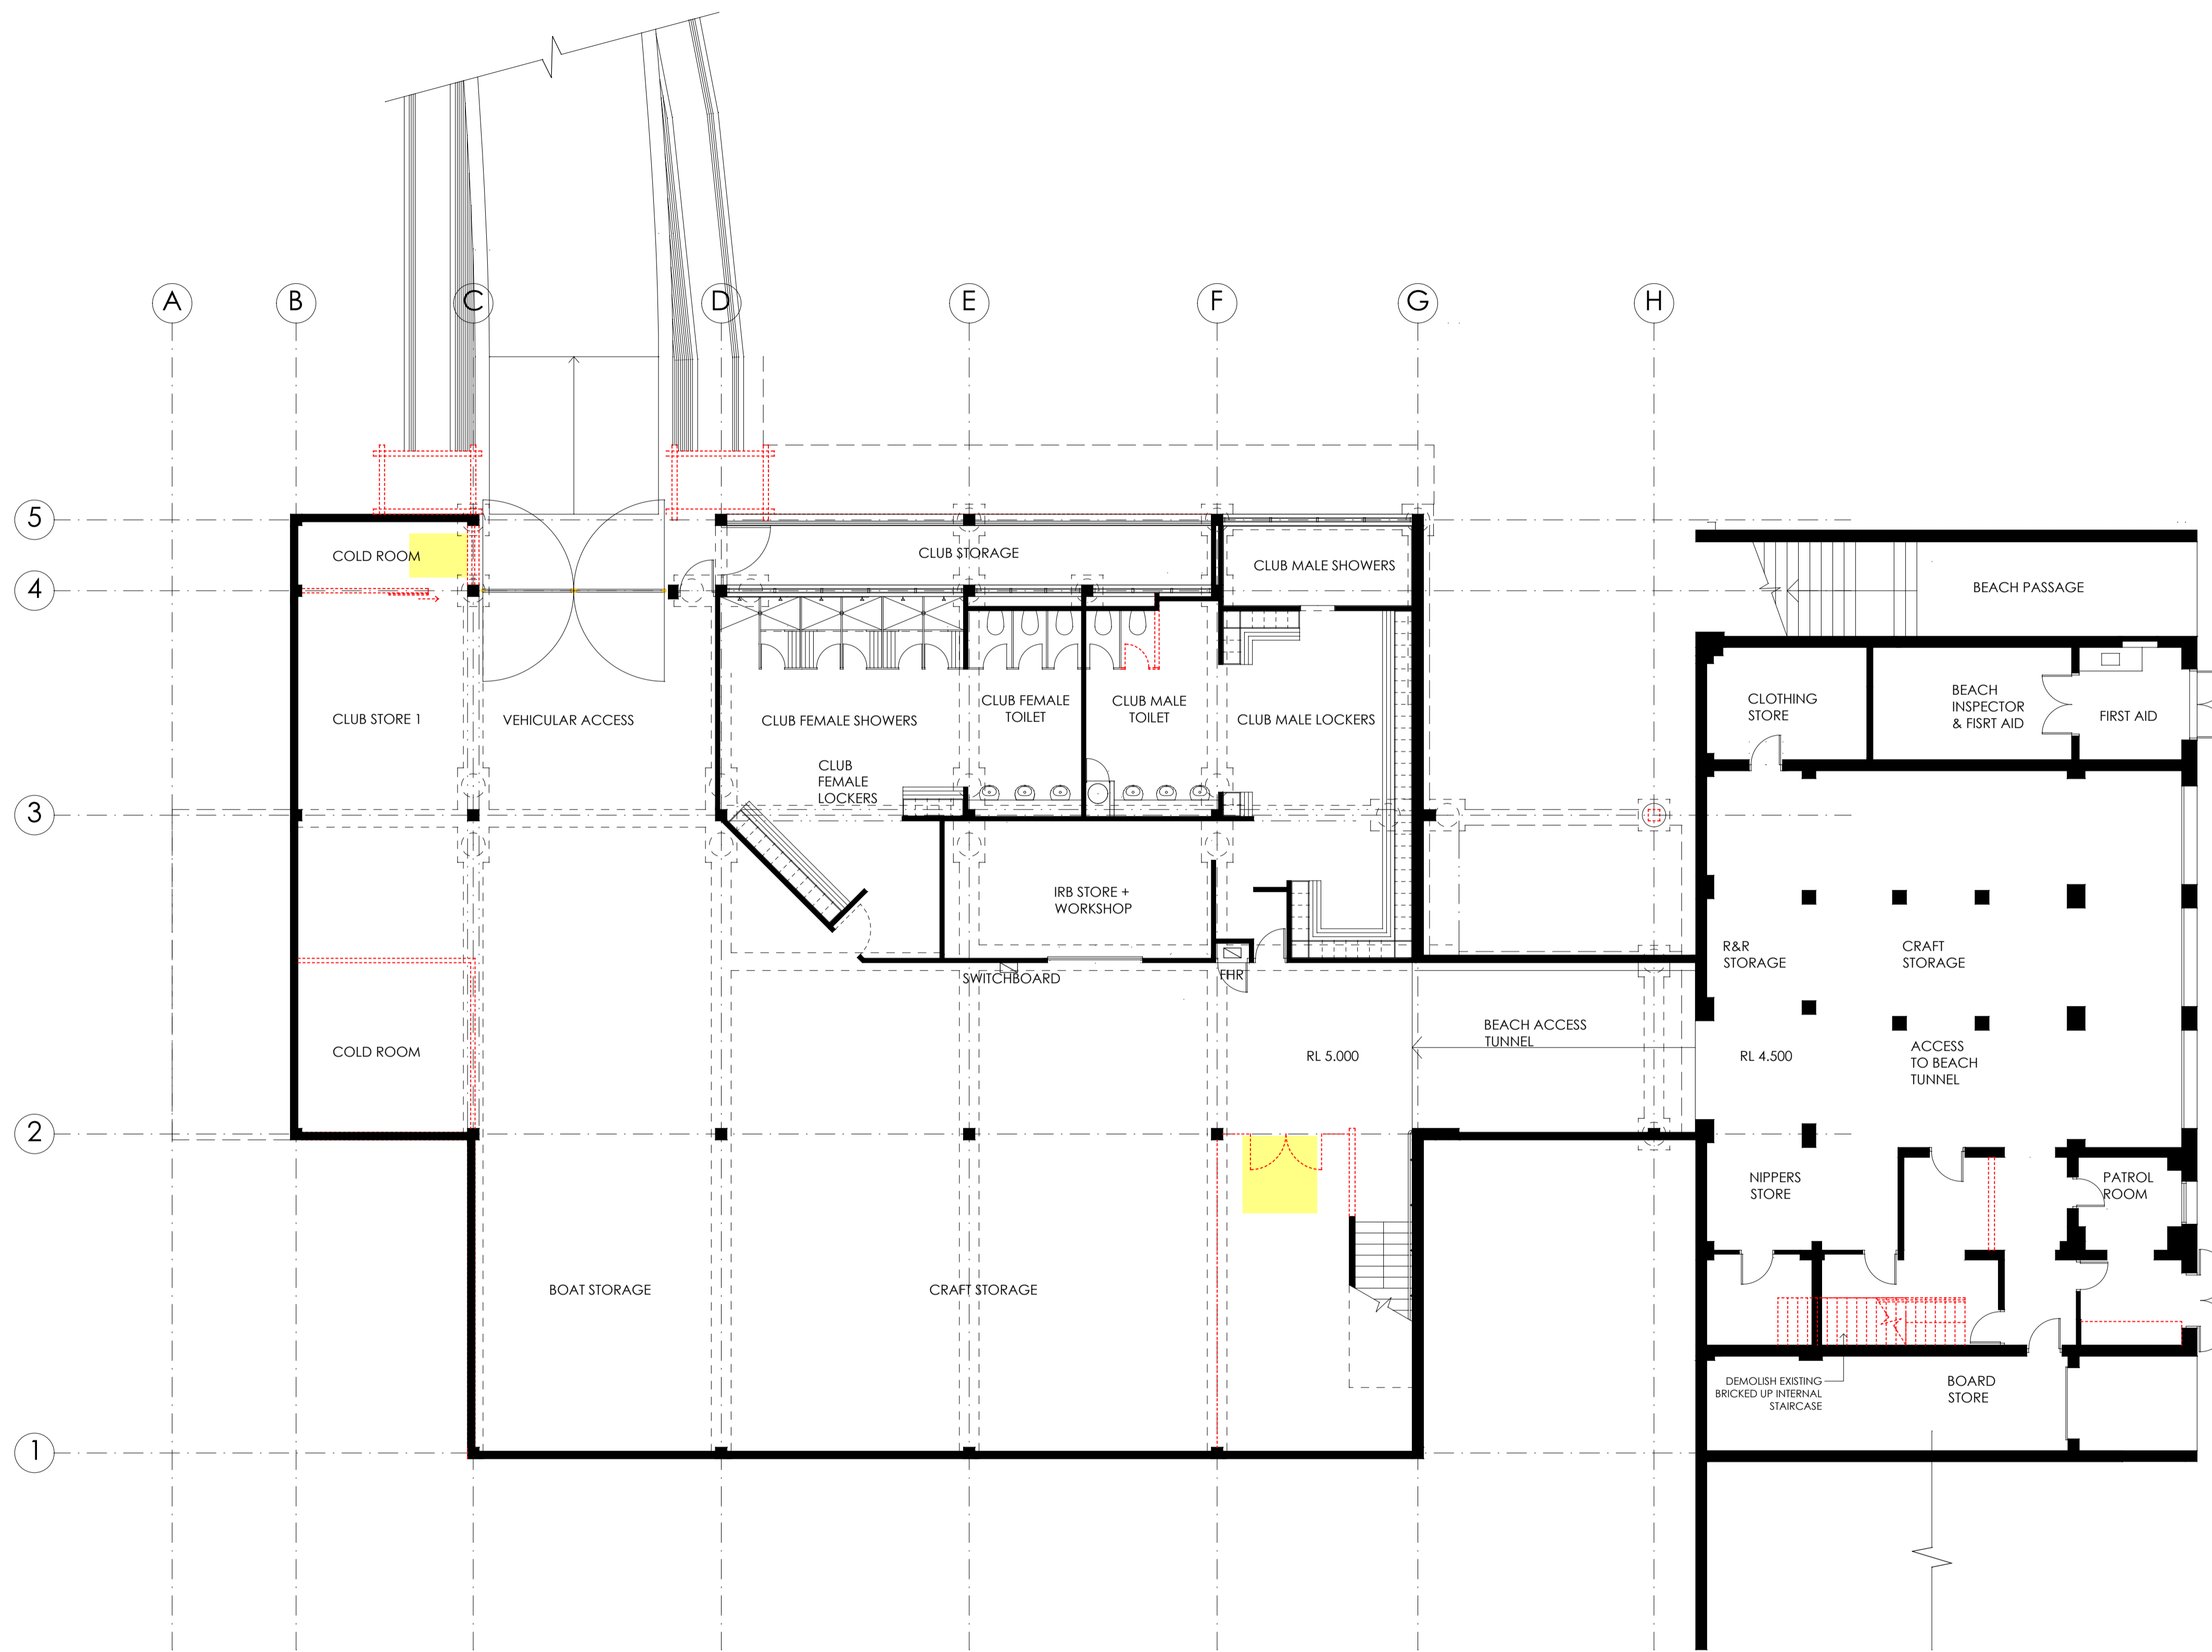 A
B
C
D
E
F
G
H
5
4
3
2
1
COLD ROOM
CLUB STORAGE
CLUB MALE SHOWERS
BEACH PASSAGE
CLUB STORE 1
VEHICULAR ACCESS
CLUB FEMALE SHOWERS
CLUB FEMALE
TOILET
CLUB MALE
TOILET
CLUB MALE LOCKERS
CLOTHING
STORE
BEACH
INSPECTOR
& FISRT AID
FIRST AID
CLUB
FEMALE
LOCKERS
IRB STORE +
WORKSHOP
R&R
STORAGE
CRAFT
STORAGE
SWITCHBOARD
FHR
COLD ROOM
BEACH ACCESS
TUNNEL
RL 5.000
RL 4.500
ACCESS
TO BEACH
TUNNEL
NIPPERS
STORE
PATROL
ROOM
BOAT STORAGE
CRAFT STORAGE
DEMOLISH EXISTING
BRICKED UP INTERNAL
STAIRCASE
BOARD
STORE